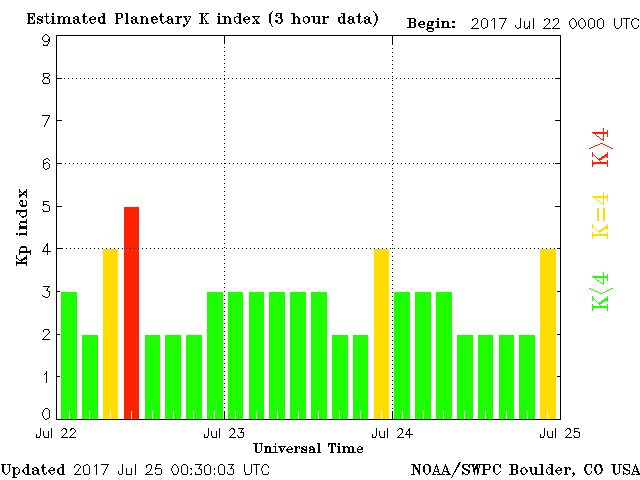 Estimated Planetary K index (3 hour data) Begin: 2017 Jul 22 0000 UTC
9
8
7
6
5
4
3
2
1
0
Kp index
K>4
K=4
K<4
Jul 22 Jul 23 Jul 24 Jul 25
Universal Time
Updated 2017 Jul 25 00:30:03 UTC NOAA/SWPC Boulder, CO USA